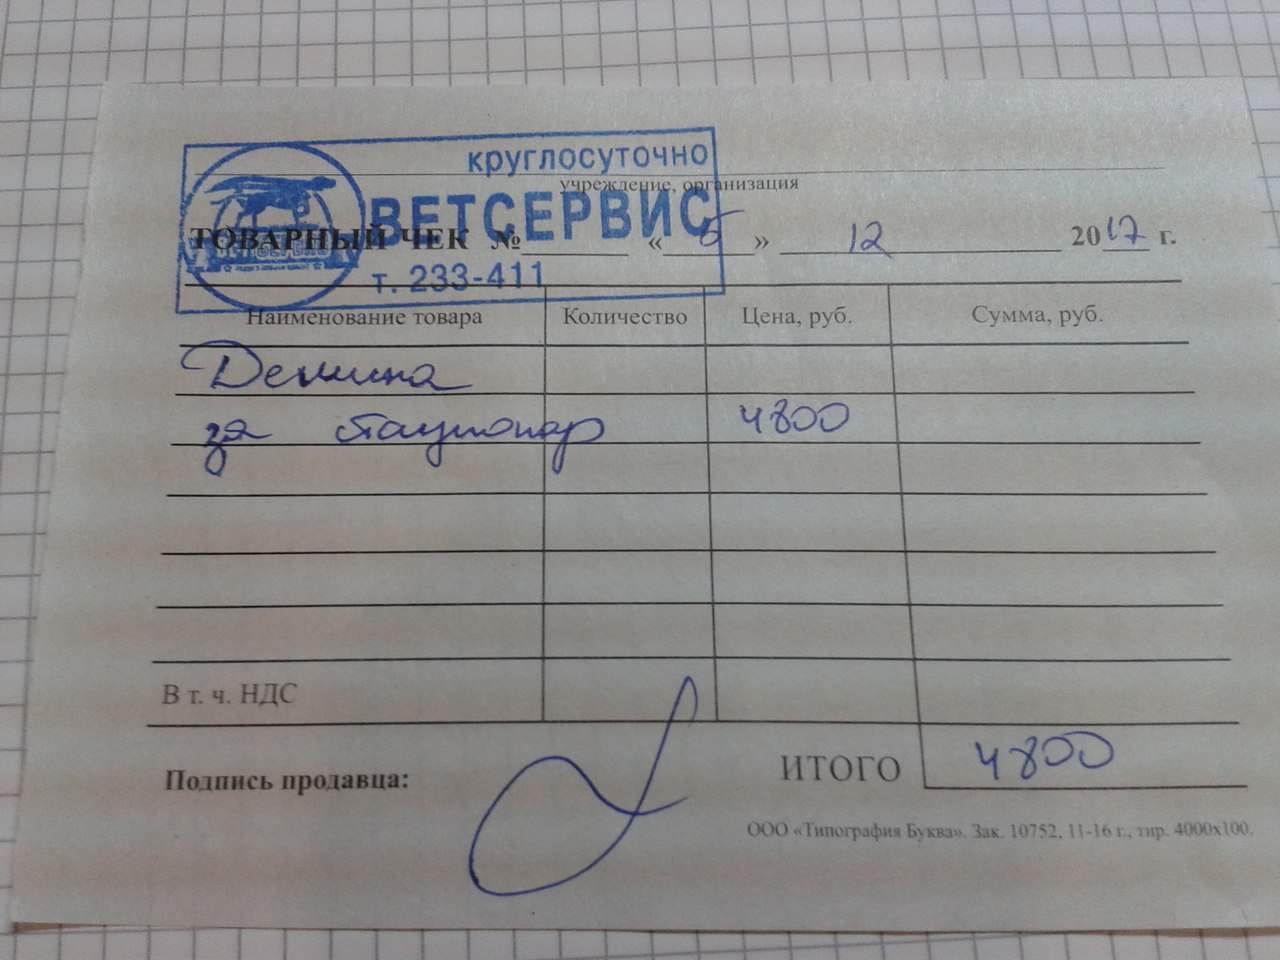 круглосуточно
учреждение, организация
ВЕТСЕРВИС
ТОВАРНЫЙ ЧЕК № « 5 » 12 2017 г.
т. 233-411
Наименование товара Количество Цена, руб. Сумма, руб.
Демина
за стационар 4800
В т. ч. НДС
ИТОГО 4800
Подпись продавца:
ООО «Типография Буква». Зак. 10752, 11-16 г., тир. 4000х100.